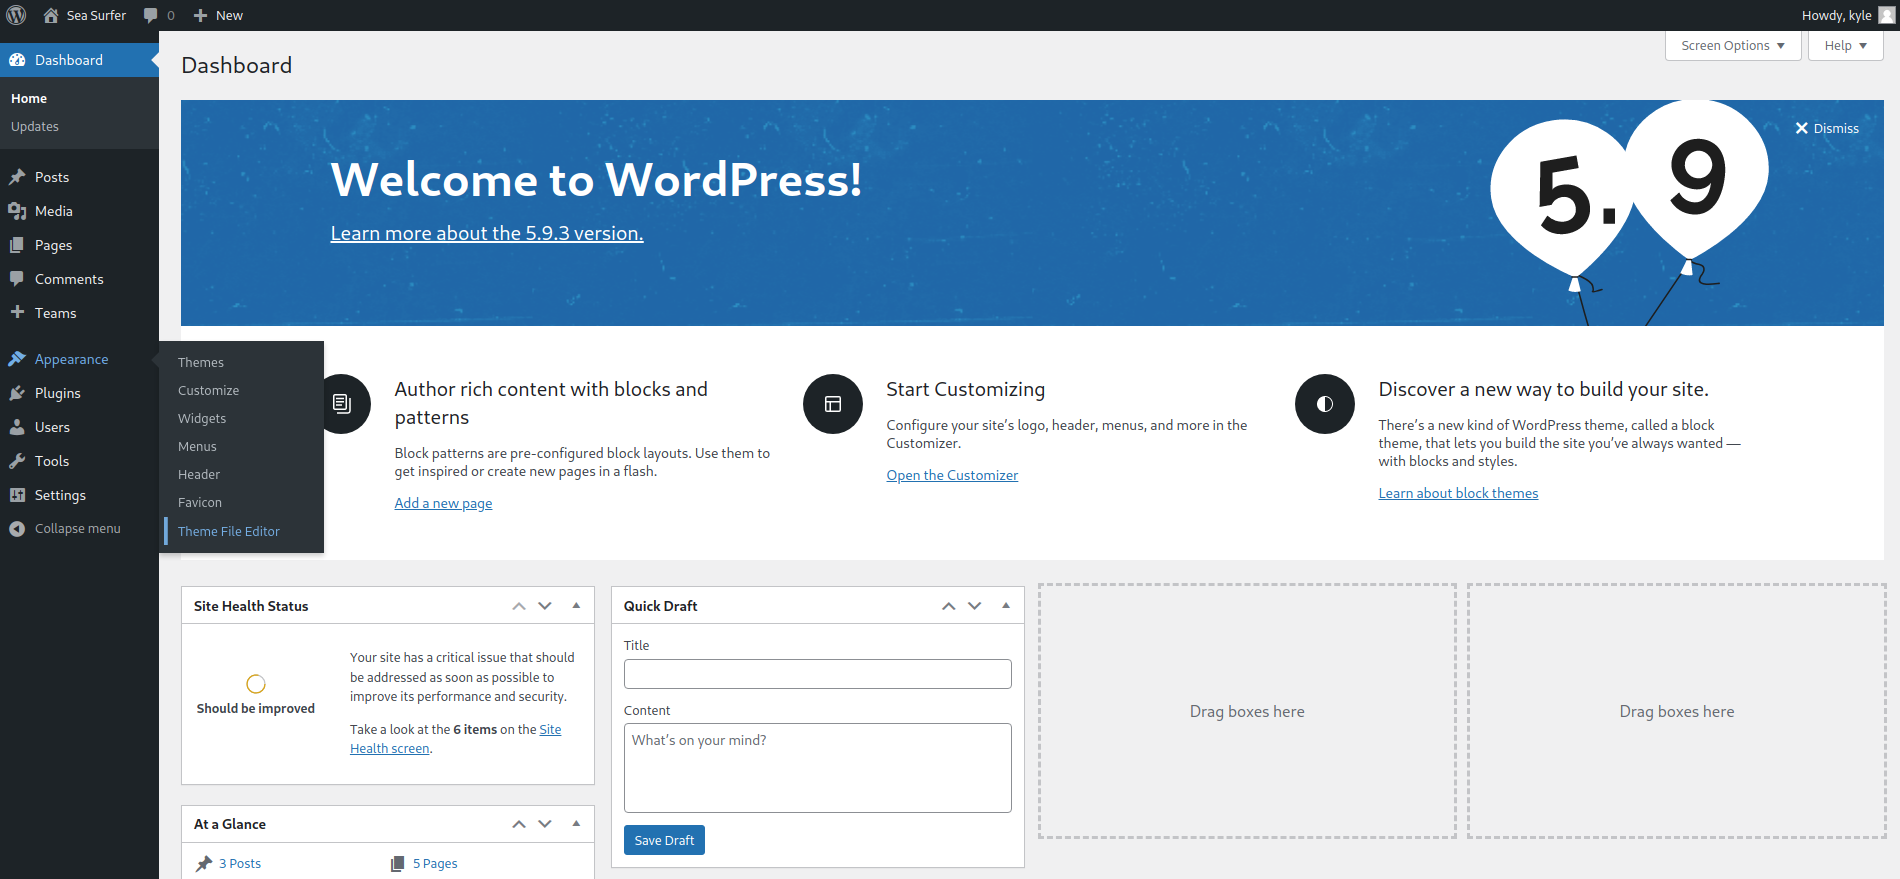 Sea Surfer
0
New
Howdy, kyle
Dashboard
Home
Updates
Posts
Media
Pages
Comments
Teams
Appearance
Plugins
Users
Tools
Settings
Collapse menu
Themes
Customize
Widgets
Menus
Header
Favicon
Theme File Editor
Screen Options
Help
Dashboard
Welcome to WordPress!
Learn more about the 5.9.3 version.
5.9
Dismiss
Author rich content with blocks and
patterns
Block patterns are pre-configured block layouts. Use them to
get inspired or create new pages in a flash.
Add a new page
Start Customizing
Configure your site’s logo, header, menus, and more in the
Customizer.
Open the Customizer
Discover a new way to build your site.
There’s a new kind of WordPress theme, called a block
theme, that lets you build the site you’ve always wanted —
with blocks and styles.
Learn about block themes
Site Health Status
Should be improved
Your site has a critical issue that should
be addressed as soon as possible to
improve its performance and security.
Take a look at the 6 items on the Site
Health screen.
At a Glance
3 Posts
5 Pages
Quick Draft
Title
Content
What’s on your mind?
Save Draft
Drag boxes here
Drag boxes here